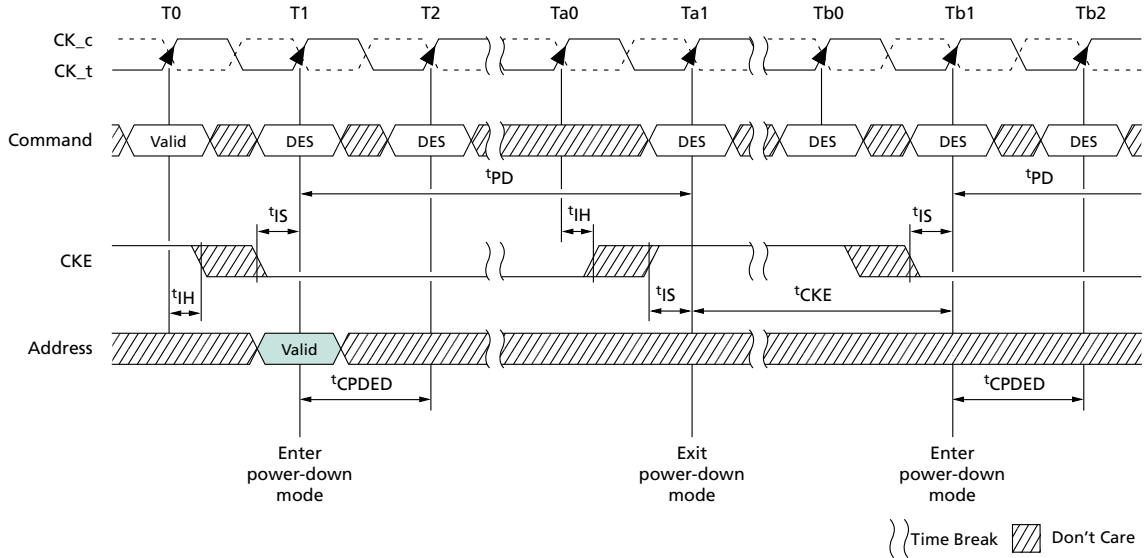 T0 T1 T2 Ta0 Ta1 Tb0 Tb1 Tb2
CK_c
CK_t
Command Valid DES DES DES DES DES DES
tPD tPD
tIS tIH tIS
CKE
tIH tIS tCKE
Address Valid
tCPDED tCPDED
Enter
power-down
mode
Exit
power-down
mode
Enter
power-down
mode
Time Break Don't Care